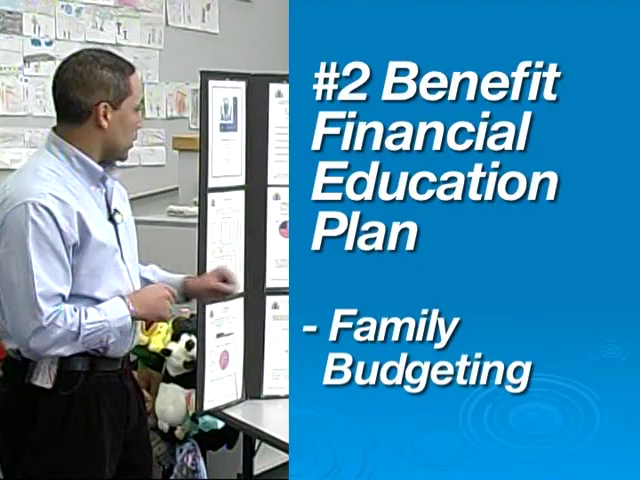 #2 Benefit
Financial
Education
Plan
- Family
Budgeting